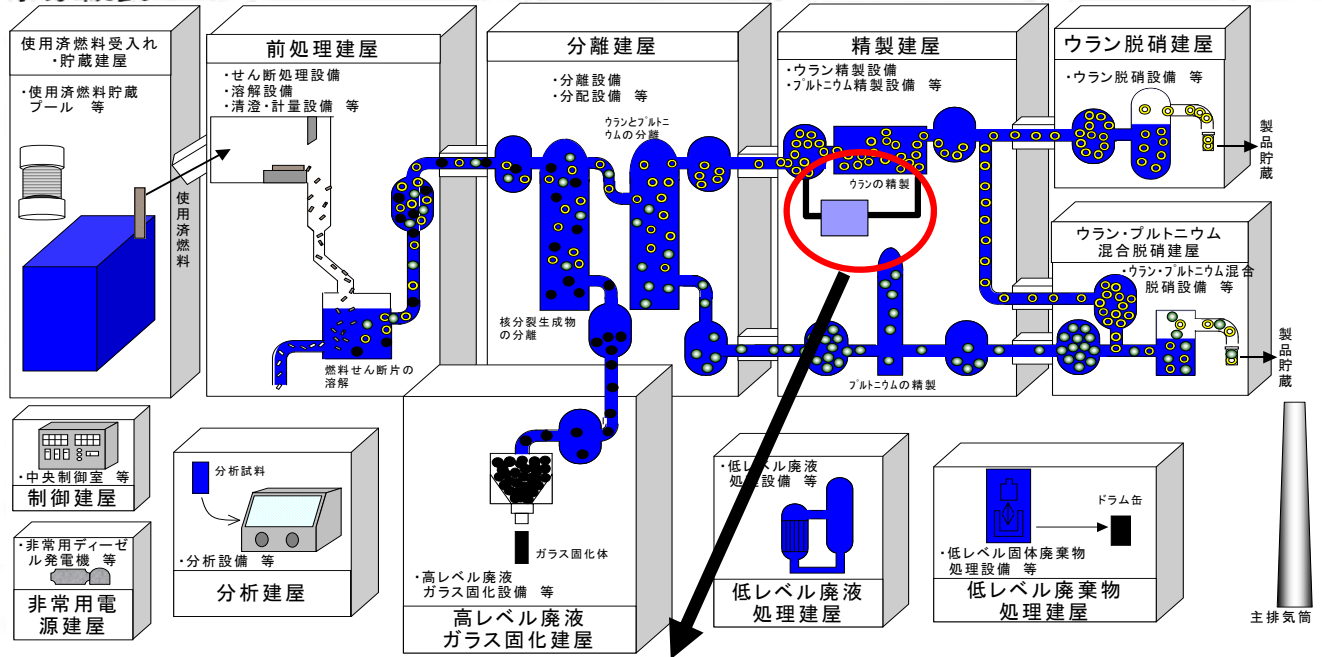 使用済燃料受入れ
・貯蔵建屋
・使用済燃料貯蔵
プール 等
使用済燃料
前処理建屋
・せん断処理設備
・溶解設備
・清澄・計量設備 等
燃料せん断片の
溶解
分離建屋
・分離設備
・分配設備 等
ウランとプルトニ
ウムの分離
核分裂生成物
の分離
精製建屋
・ウラン精製設備
・プルトニウム精製設備 等
ウランの精製
プルトニウムの精製
ウラン脱硝建屋
・ウラン脱硝設備 等
製品貯蔵
ウラン・プルトニウム
混合脱硝建屋
・ウラン・プルトニウム混合
脱硝設備 等
製品貯蔵
・中央制御室 等
制御建屋
・非常用ディーゼ
ル発電機 等
非常用電
源建屋
分析試料
・分析設備 等
分析建屋
ガラス固化体
・高レベル廃液
ガラス固化設備 等
高レベル廃液
ガラス固化建屋
・低レベル廃液
処理設備 等
低レベル廃液
処理建屋
ドラム缶
・低レベル固体廃棄物
処理設備 等
低レベル廃棄物
処理建屋
主排気筒